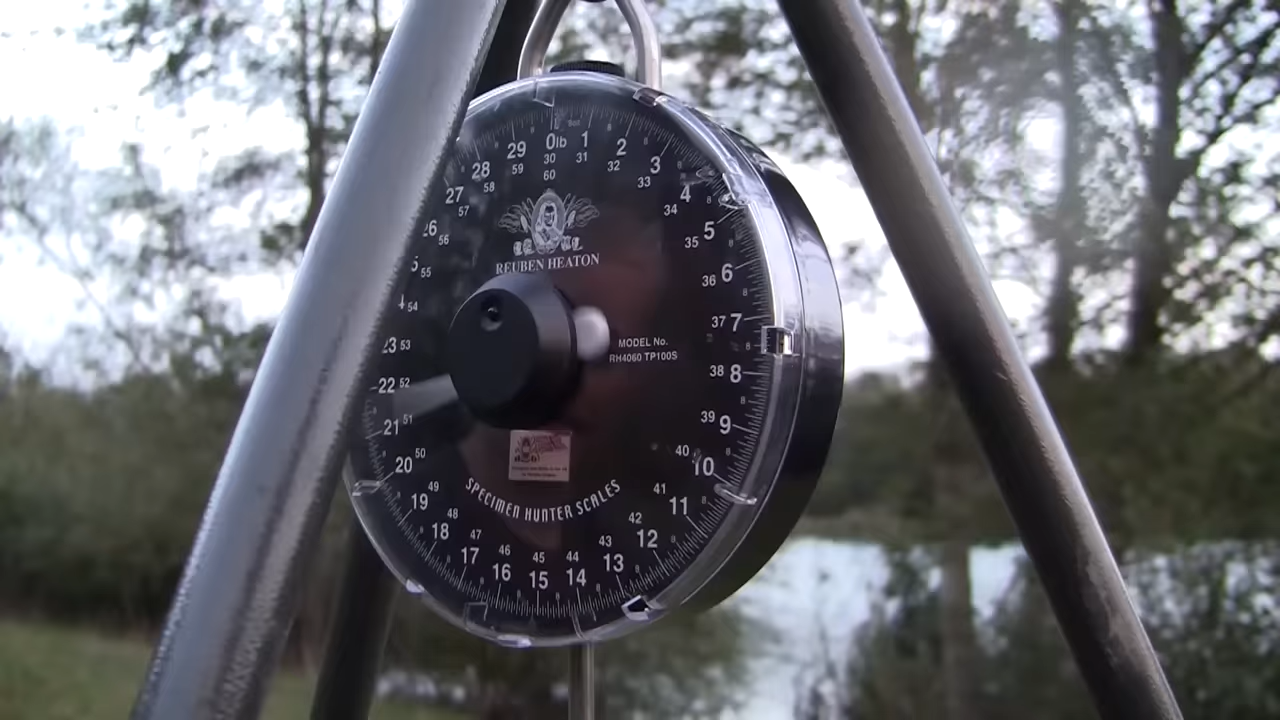 0lb 1 2 3 4 5 6 7 8 9 10 11 12 13 14 15 16 17 18 19 20 21 22 23 26 27 28 29
30 31 32 33 34 35 36 37 38 39 40 41 42 43 44 45 46 47 48 49 50 51 52 53 54 55 56 57 58 59
60
REUBEN HEATON
MODEL No.
RH4060 TP100S
SPECIMEN HUNTER SCALES